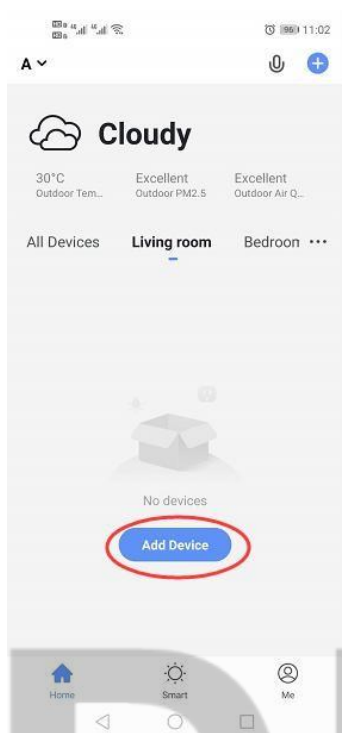 96 11:02
A
Cloudy
30°C Excellent Excellent
Outdoor Tem... Outdoor PM2.5 Outdoor Air Q...
All Devices Living room Bedroon ...
No devices
Add Device
Home Smart Me